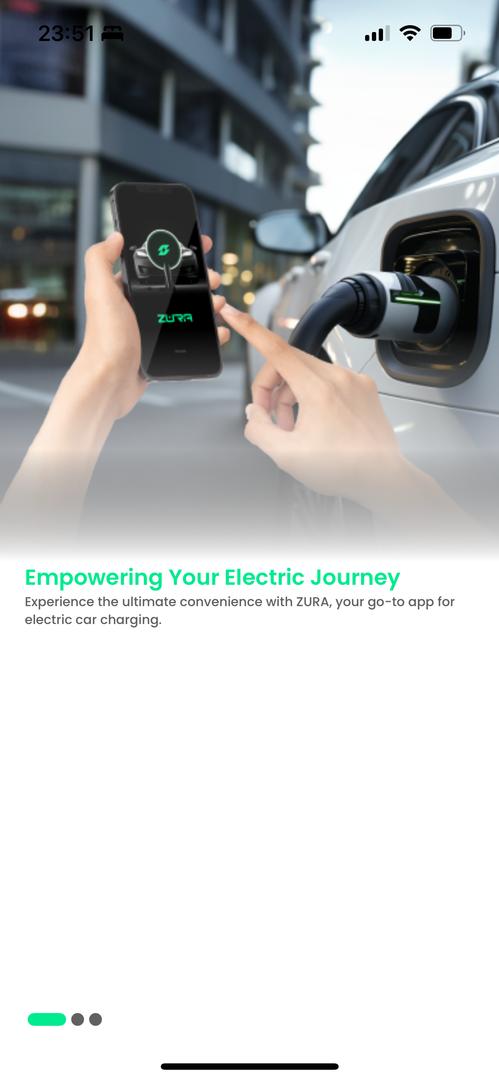 23:51
ZURA
Empowering Your Electric Journey
Experience the ultimate convenience with ZURA, your go-to app for
electric car charging.